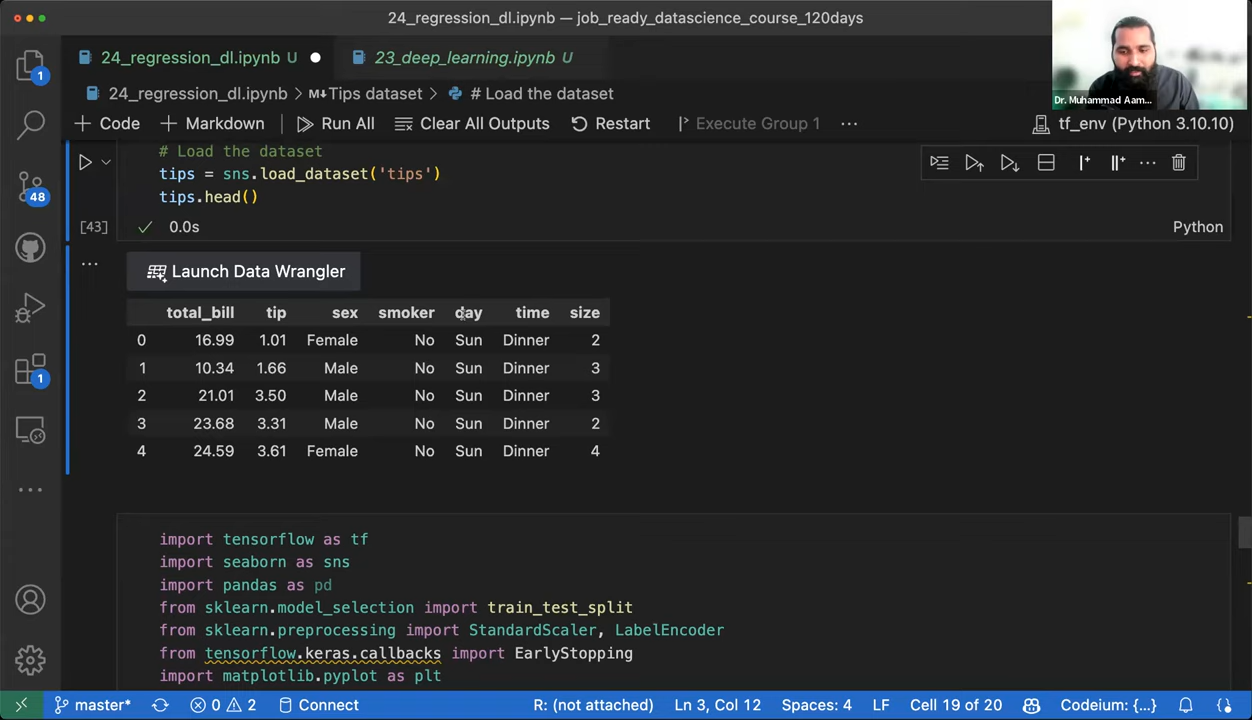 24_regression_dl.ipynb — job_ready_datascience_course_120days
24_regression_dl.ipynb U
23_deep_learning.ipynb U
24_regression_dl.ipynb > M↓Tips dataset > # Load the dataset
+ Code + Markdown Run All Clear All Outputs Restart Execute Group 1 ... tf_env (Python 3.10.10)
Dr. Muhammad Aam...
1
48
1
# Load the dataset
tips = sns.load_dataset('tips')
tips.head()
[43] 0.0s Python
Launch Data Wrangler
total_bill tip sex smoker day time size
0 16.99 1.01 Female No Sun Dinner 2
1 10.34 1.66 Male No Sun Dinner 3
2 21.01 3.50 Male No Sun Dinner 3
3 23.68 3.31 Male No Sun Dinner 2
4 24.59 3.61 Female No Sun Dinner 4
import tensorflow as tf
import seaborn as sns
import pandas as pd
from sklearn.model_selection import train_test_split
from sklearn.preprocessing import StandardScaler, LabelEncoder
from tensorflow.keras.callbacks import EarlyStopping
import matplotlib.pyplot as plt
master* 0 2 Connect R: (not attached) Ln 3, Col 12 Spaces: 4 LF Cell 19 of 20 Codeium: {...}